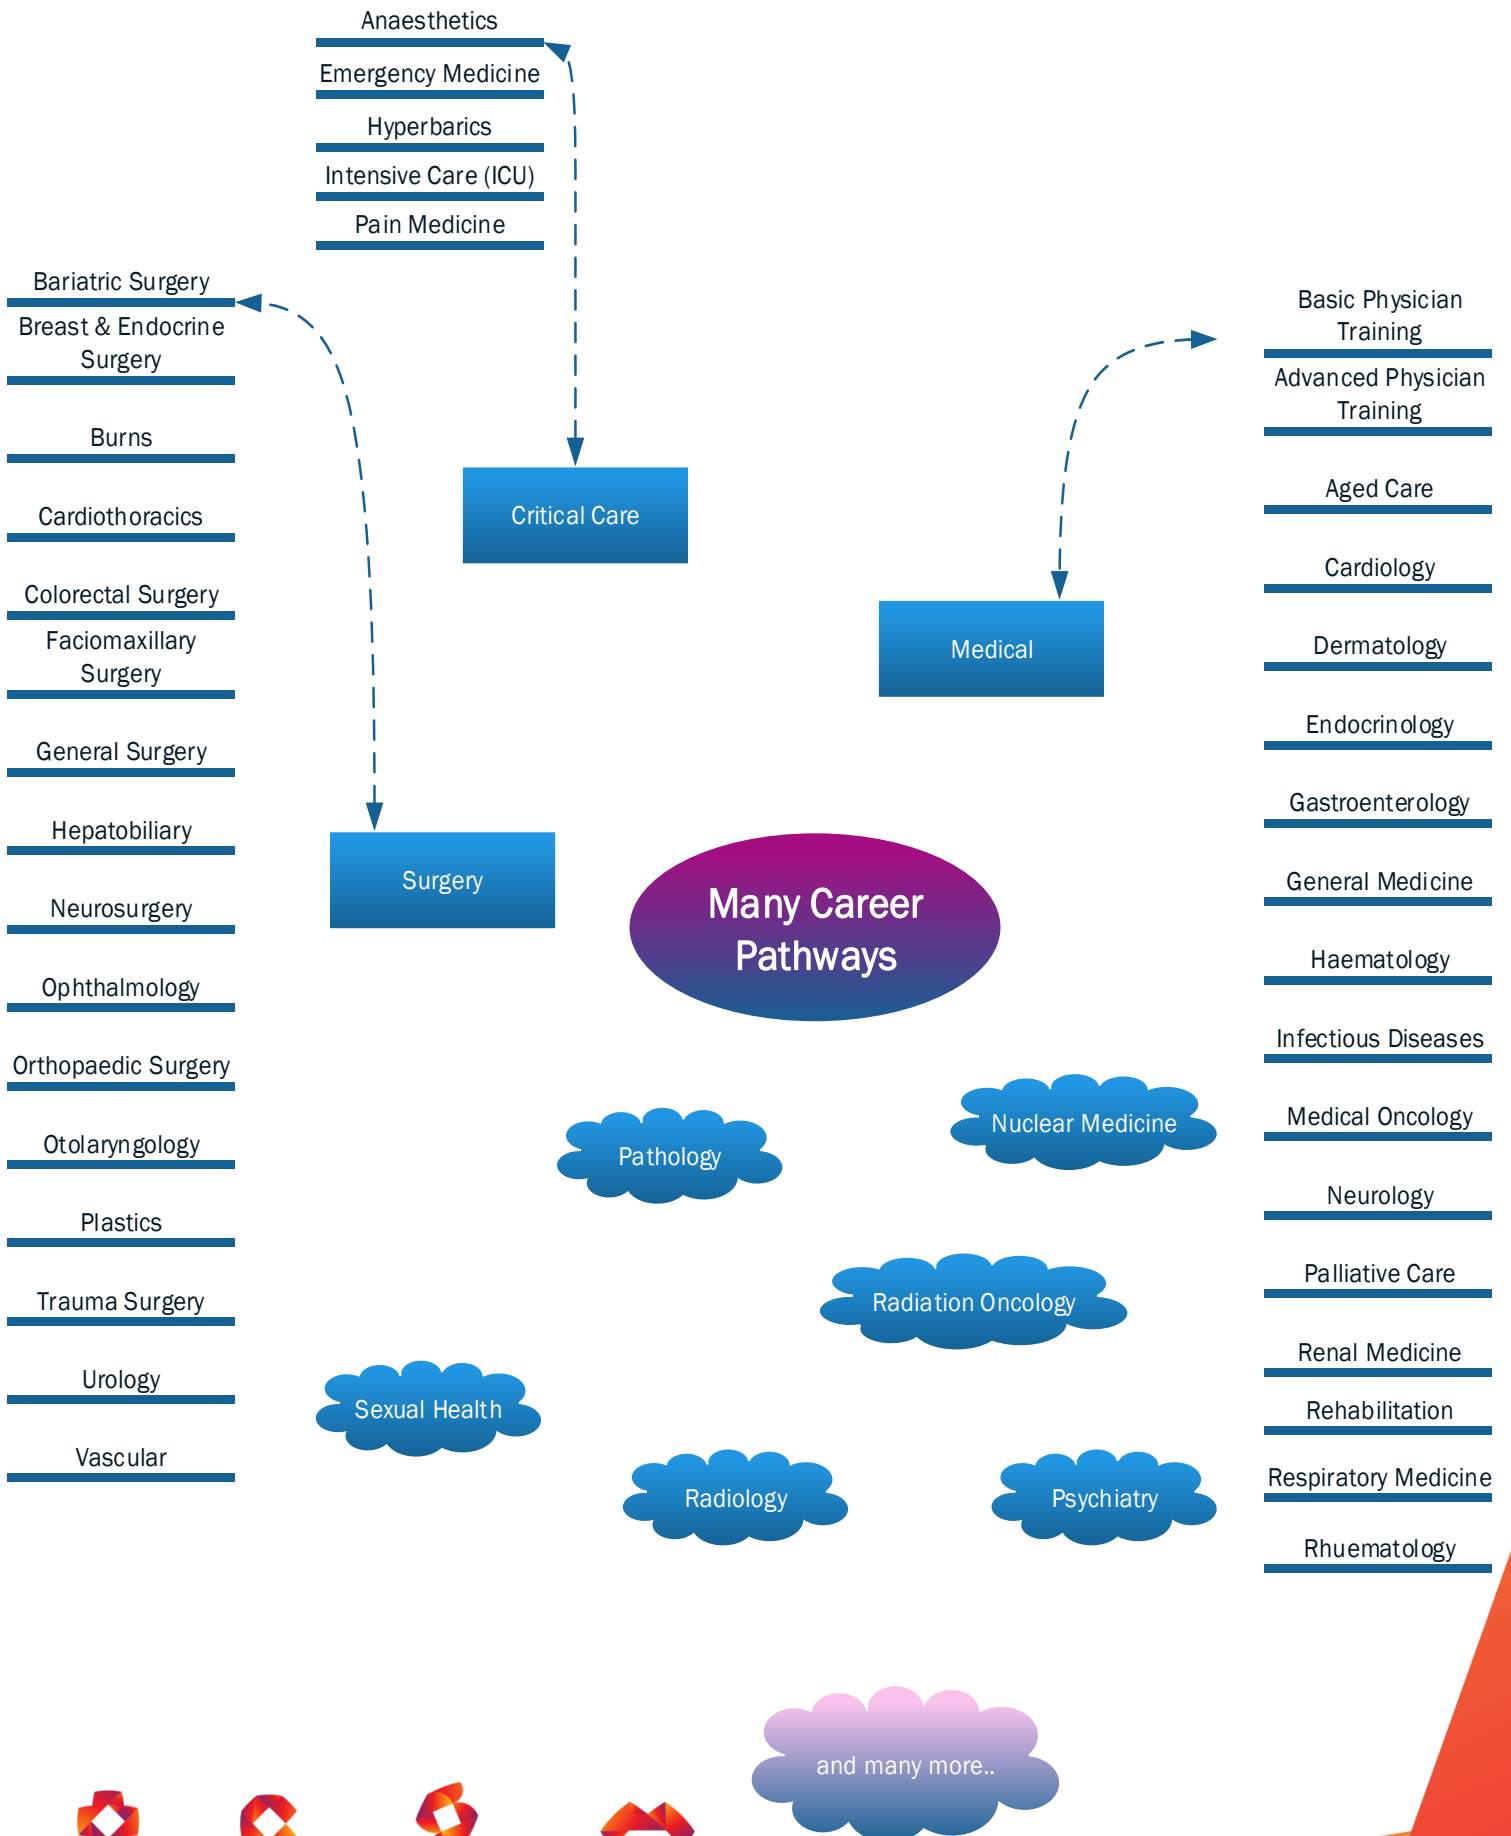 Anaesthetics
Emergency Medicine
Hyperbarics
Intensive Care (ICU)
Pain Medicine
Bariatric Surgery
Breast & Endocrine
Surgery
Burns
Cardiothoracics
Colorectal Surgery
Faciomaxillary
Surgery
General Surgery
Hepatobiliary
Neurosurgery
Ophthalmology
Orthopaedic Surgery
Otolaryngology
Plastics
Trauma Surgery
Urology
Vascular
Critical Care
Surgery
Medical
Many Career
Pathways
Pathology
Nuclear Medicine
Radiation Oncology
Sexual Health
Radiology
Psychiatry
and many more..
Basic Physician
Training
Advanced Physician
Training
Aged Care
Cardiology
Dermatology
Endocrinology
Gastroenterology
General Medicine
Haematology
Infectious Diseases
Medical Oncology
Neurology
Palliative Care
Renal Medicine
Rehabilitation
Respiratory Medicine
Rhuematology